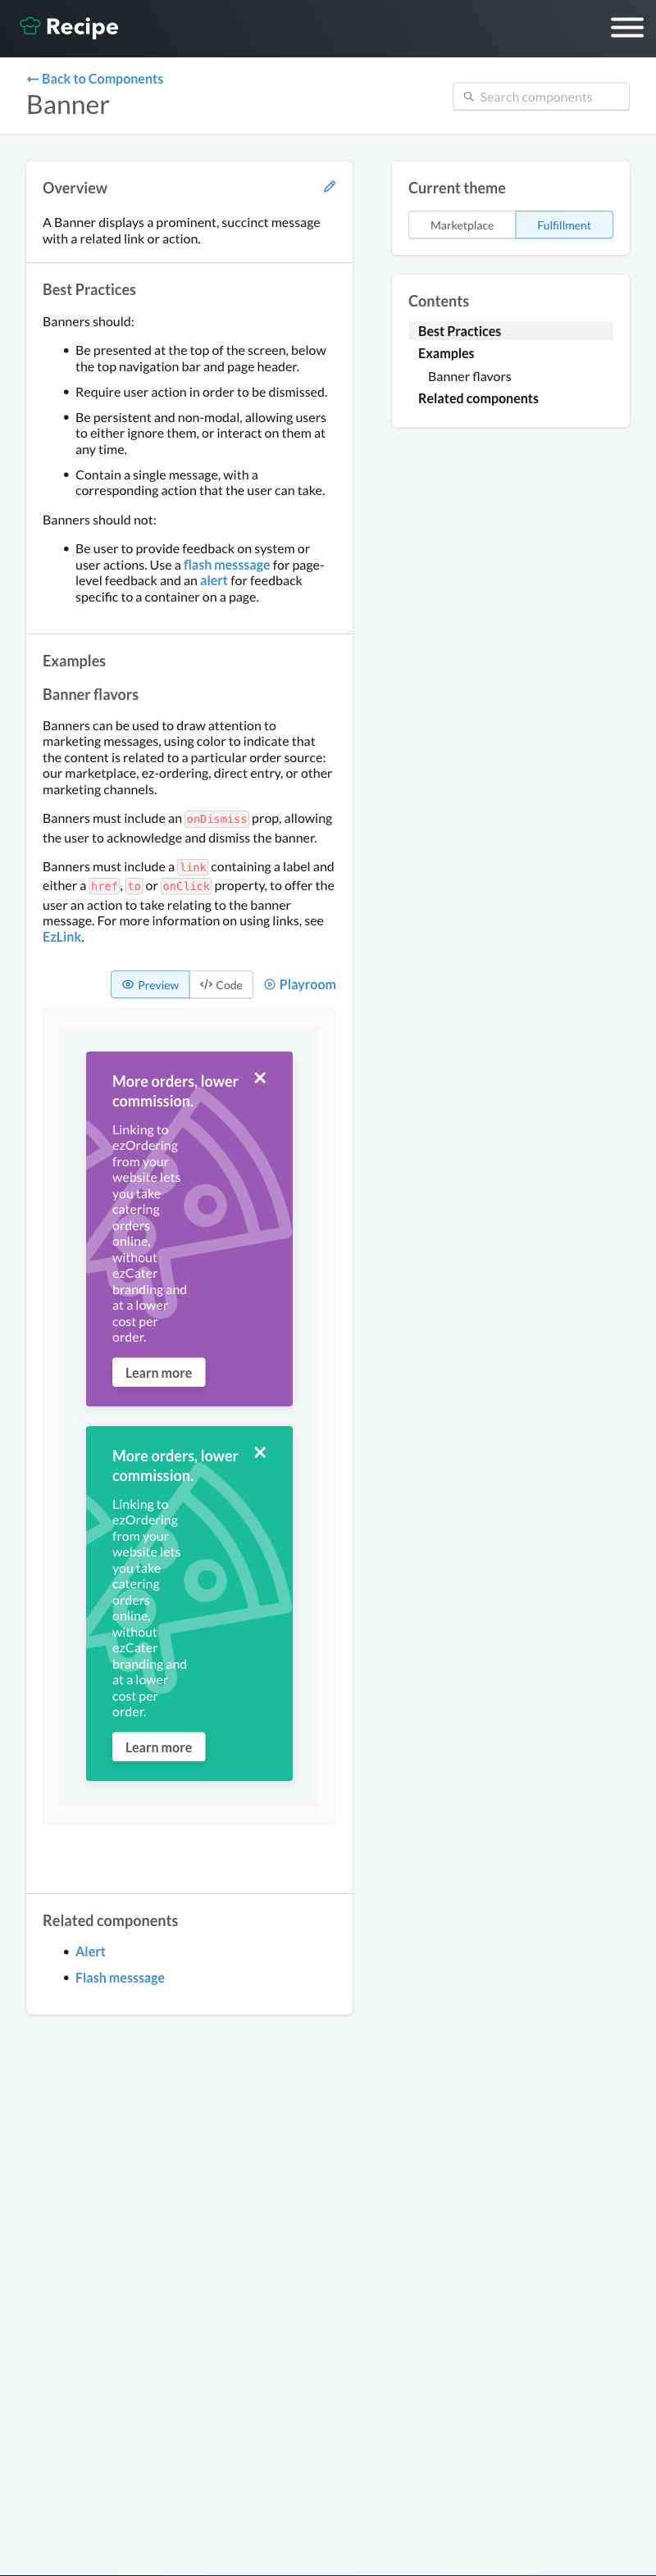 Recipe
← Back to Components
Banner
Search components
Overview
A Banner displays a prominent, succinct message
with a related link or action.
Best Practices
Banners should:
• Be presented at the top of the screen, below
the top navigation bar and page header.
• Require user action in order to be dismissed.
• Be persistent and non-modal, allowing users
to either ignore them, or interact on them at
any time.
• Contain a single message, with a
corresponding action that the user can take.
Banners should not:
• Be user to provide feedback on system or
user actions. Use a flash messsage for page-
level feedback and an alert for feedback
specific to a container on a page.
Examples
Banner flavors
Banners can be used to draw attention to
marketing messages, using color to indicate that
the content is related to a particular order source:
our marketplace, ez-ordering, direct entry, or other
marketing channels.
Banners must include an onDismiss prop, allowing
the user to acknowledge and dismiss the banner.
Banners must include a link containing a label and
either a href, to or onClick property, to offer the
user an action to take relating to the banner
message. For more information on using links, see
EzLink.
Preview </> Code Playroom
More orders, lower
commission.
Linking to
ezOrdering
from your
website lets
you take
catering
orders
online,
without
ezCater
branding and
at a lower
cost per
order.
Learn more
More orders, lower
commission.
Linking to
ezOrdering
from your
website lets
you take
catering
orders
online,
without
ezCater
branding and
at a lower
cost per
order.
Learn more
Related components
• Alert
• Flash messsage
Current theme
Marketplace Fulfillment
Contents
Best Practices
Examples
Banner flavors
Related components